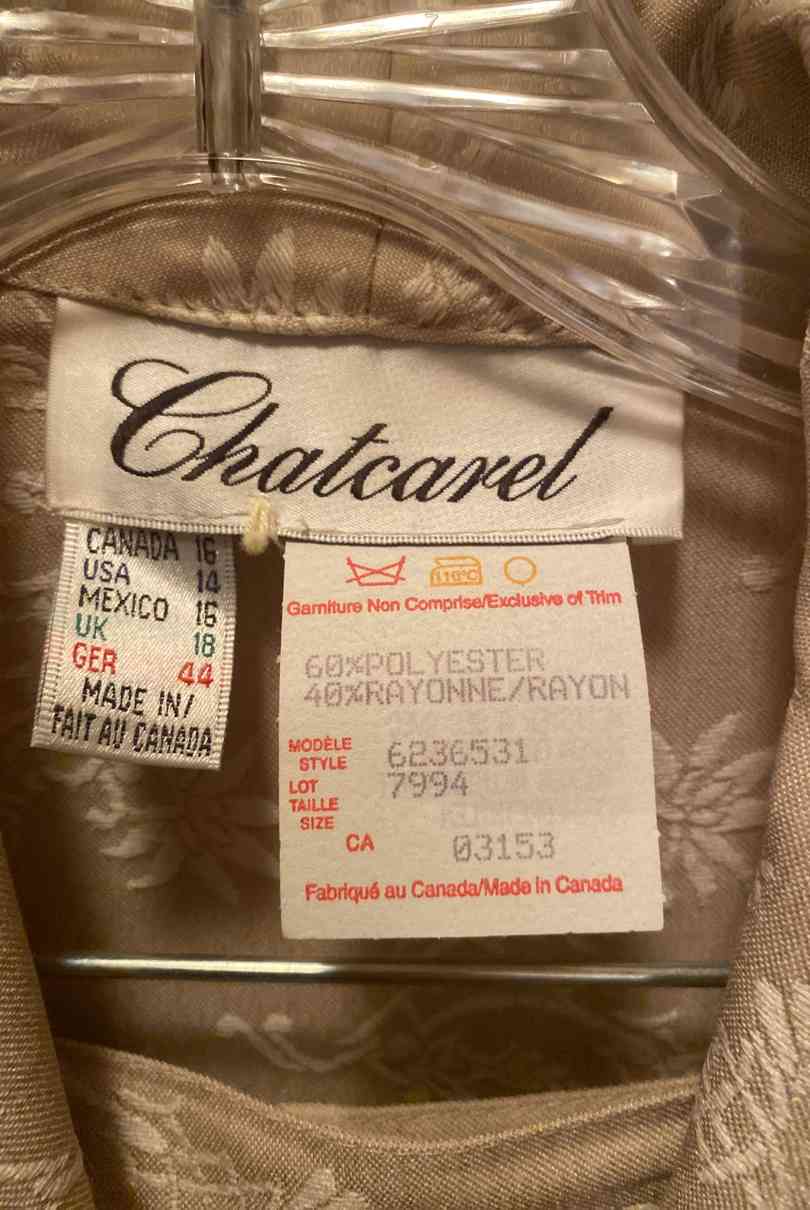 Chatcarel
CANADA 16
USA 14
MEXICO 16
UK 18
GER 44
MADE IN/
FAIT AU CANADA
110°C
Garniture Non Comprise/Exclusive of Trim
60%POLYESTER
40%RAYONNE/RAYON
MODÈLE
STYLE 6236531
LOT 7994
TAILLE
SIZE
CA 03153
Fabriqué au Canada/Made in Canada